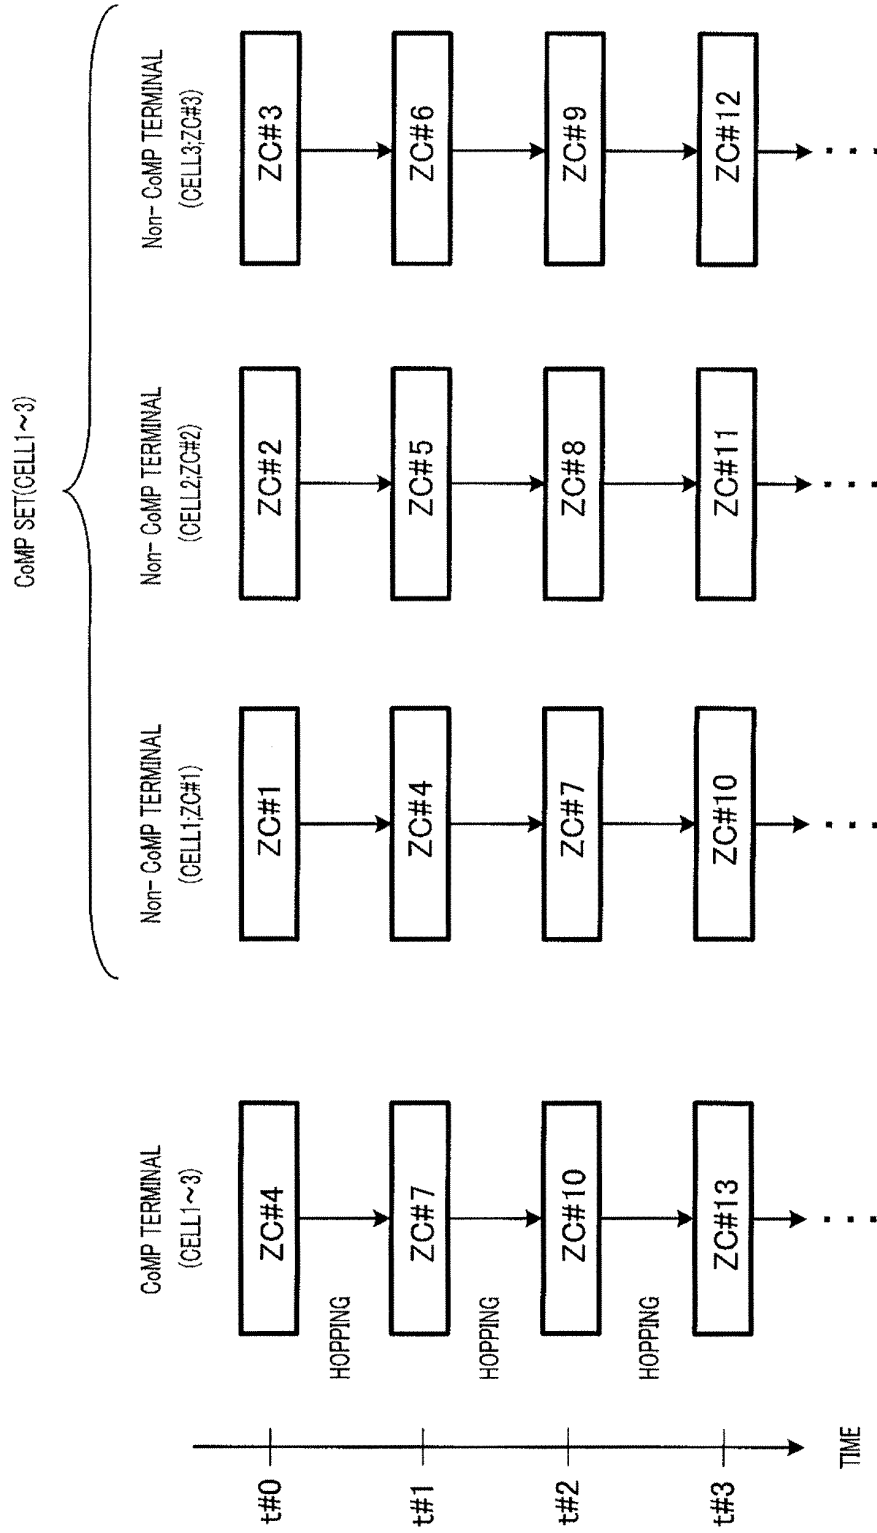 CoMP SET(CELL1~3)
CoMP TERMINAL
(CELL1~3)
Non- CoMP TERMINAL
(CELL1;ZC#1)
Non- CoMP TERMINAL
(CELL2;ZC#2)
Non- CoMP TERMINAL
(CELL3;ZC#3)
t#0
ZC#4
ZC#1
ZC#2
ZC#3
HOPPING
t#1
ZC#7
ZC#4
ZC#5
ZC#6
HOPPING
t#2
ZC#10
ZC#7
ZC#8
ZC#9
HOPPING
t#3
ZC#13
ZC#10
ZC#11
ZC#12
TIME